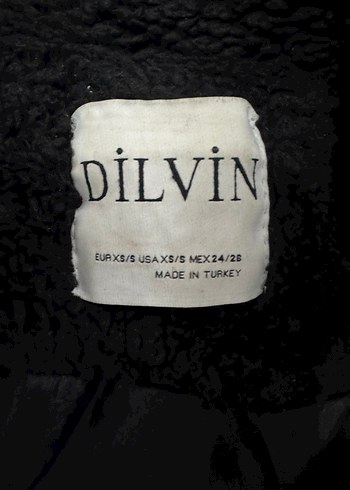 DİLVİN
EUR XS/S USA XS/S MEX 24/26
MADE IN TURKEY